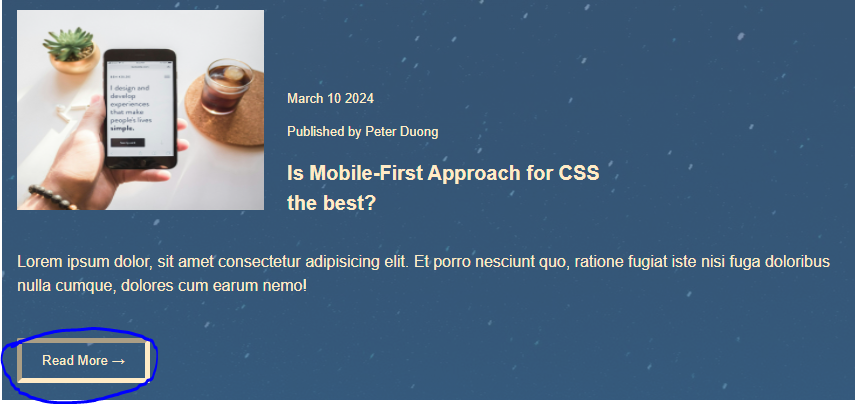 I design and
develop
experiences
that make
people's lives
simple.
March 10 2024
Published by Peter Duong
Is Mobile-First Approach for CSS
the best?
Lorem ipsum dolor, sit amet consectetur adipisicing elit. Et porro nesciunt quo, ratione fugiat iste nisi fuga doloribus
nulla cumque, dolores cum earum nemo!
Read More →